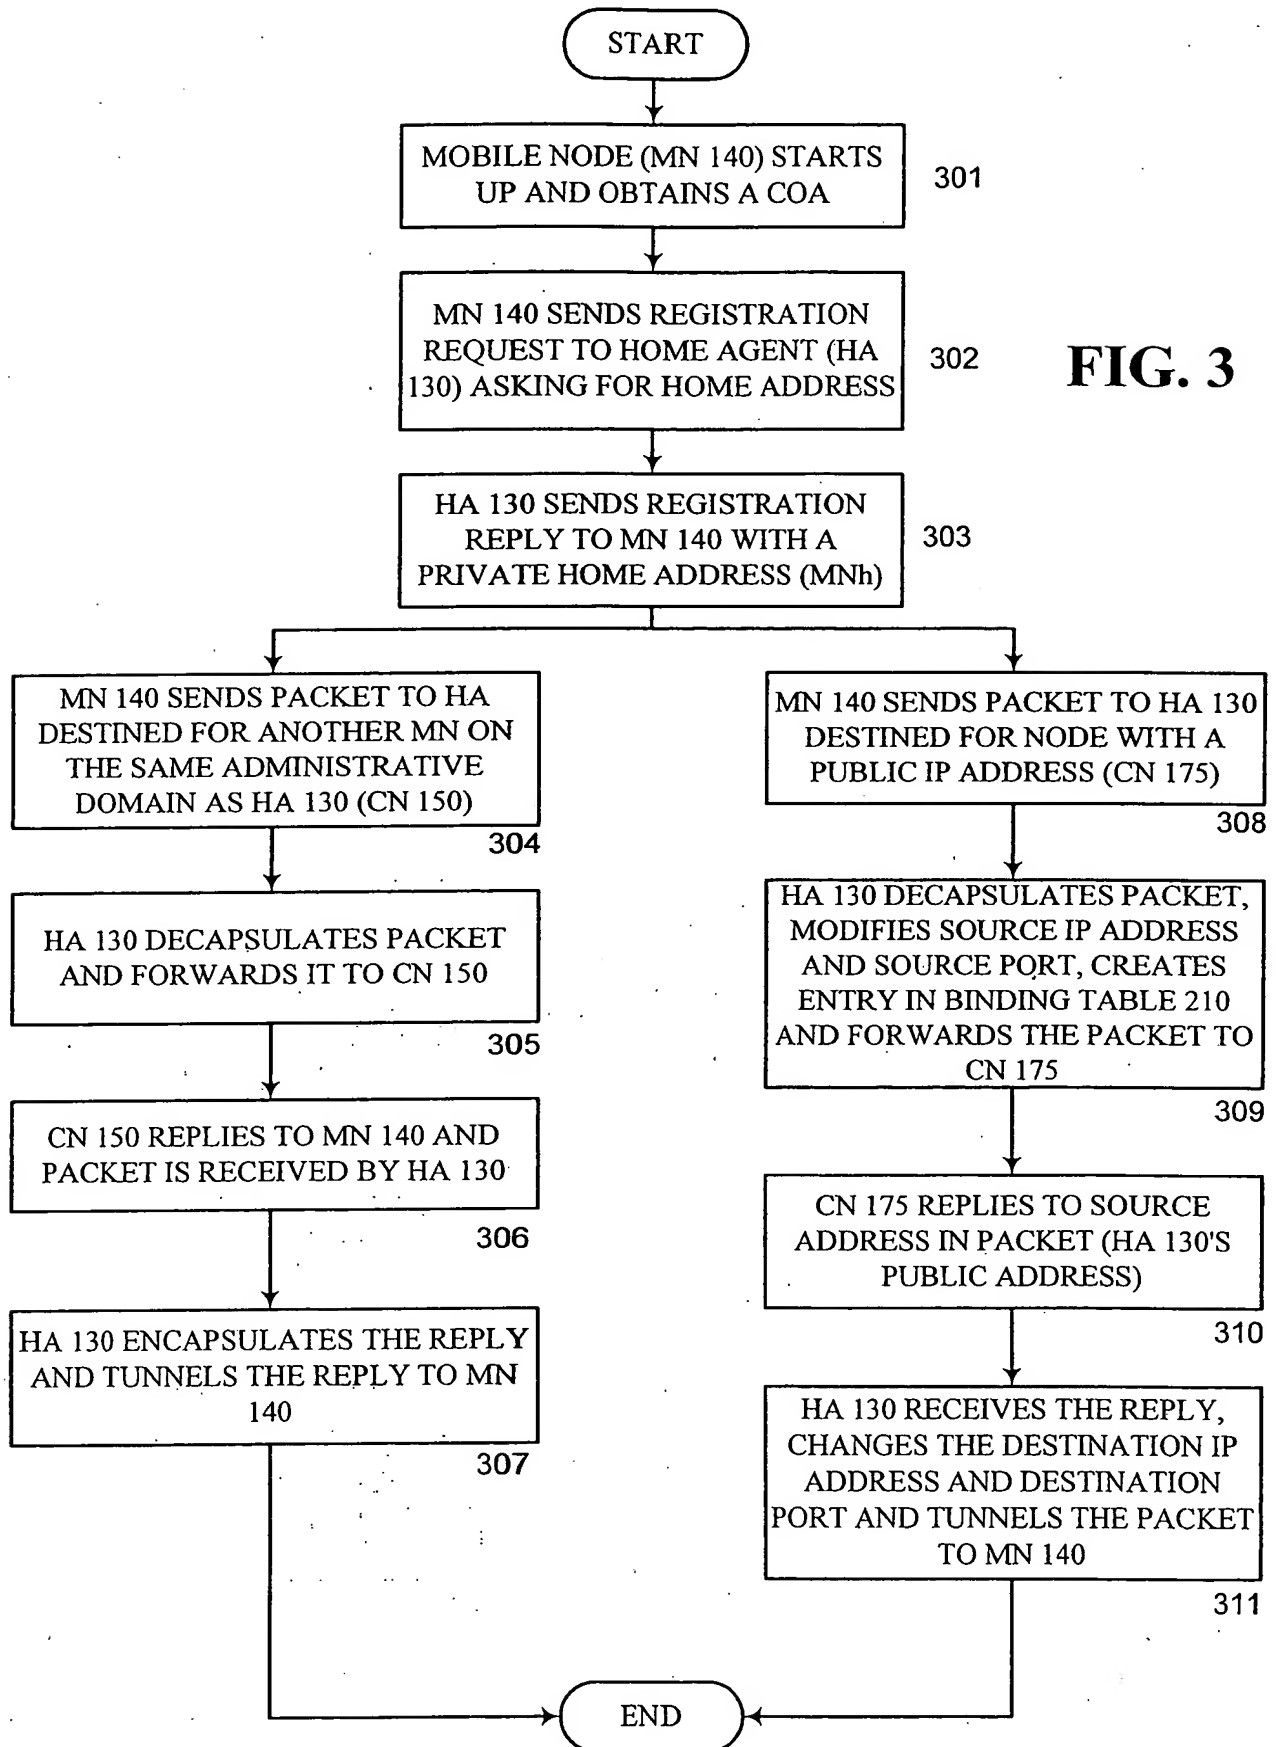 START
MOBILE NODE (MN 140) STARTS
UP AND OBTAINS A COA
301
MN 140 SENDS REGISTRATION
REQUEST TO HOME AGENT (HA
130) ASKING FOR HOME ADDRESS
302
FIG. 3
HA 130 SENDS REGISTRATION
REPLY TO MN 140 WITH A
PRIVATE HOME ADDRESS (MNh)
303
MN 140 SENDS PACKET TO HA
DESTINED FOR ANOTHER MN ON
THE SAME ADMINISTRATIVE
DOMAIN AS HA 130 (CN 150)
304
HA 130 DECAPSULATES PACKET
AND FORWARDS IT TO CN 150
305
CN 150 REPLIES TO MN 140 AND
PACKET IS RECEIVED BY HA 130
306
HA 130 ENCAPSULATES THE REPLY
AND TUNNELS THE REPLY TO MN
140
307
MN 140 SENDS PACKET TO HA 130
DESTINED FOR NODE WITH A
PUBLIC IP ADDRESS (CN 175)
308
HA 130 DECAPSULATES PACKET,
MODIFIES SOURCE IP ADDRESS
AND SOURCE PORT, CREATES
ENTRY IN BINDING TABLE 210
AND FORWARDS THE PACKET TO
CN 175
309
CN 175 REPLIES TO SOURCE
ADDRESS IN PACKET (HA 130'S
PUBLIC ADDRESS)
310
HA 130 RECEIVES THE REPLY,
CHANGES THE DESTINATION IP
ADDRESS AND DESTINATION
PORT AND TUNNELS THE PACKET
TO MN 140
311
END